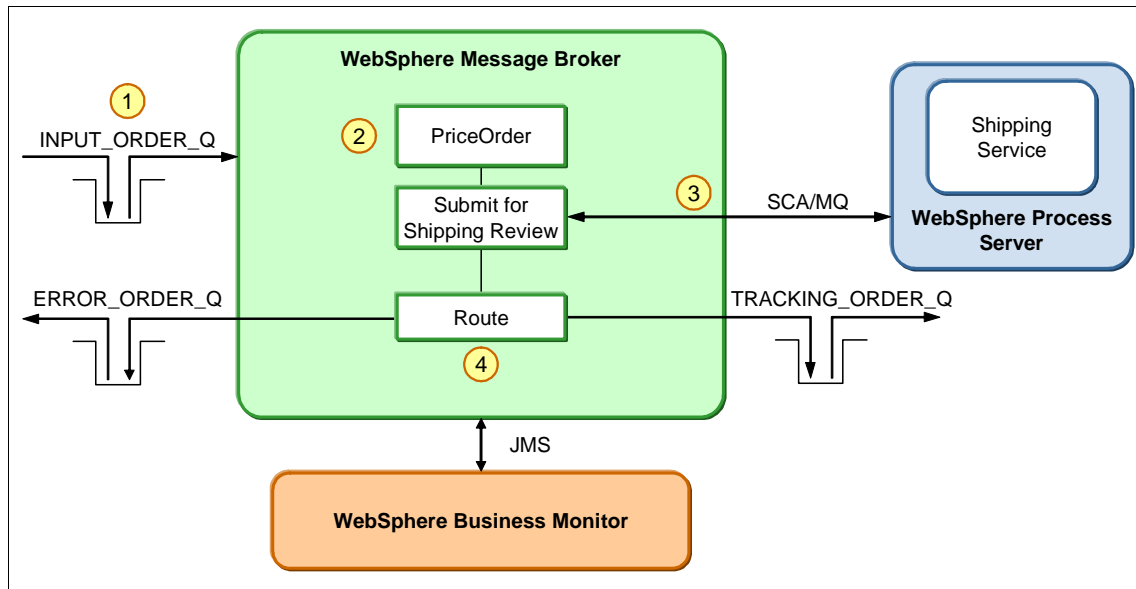 WebSphere Message Broker
1
INPUT_ORDER_Q
2
PriceOrder
Shipping
Service
3
Submit for
Shipping Review
SCA/MQ
WebSphere Process
Server
ERROR_ORDER_Q
Route
TRACKING_ORDER_Q
4
JMS
WebSphere Business Monitor